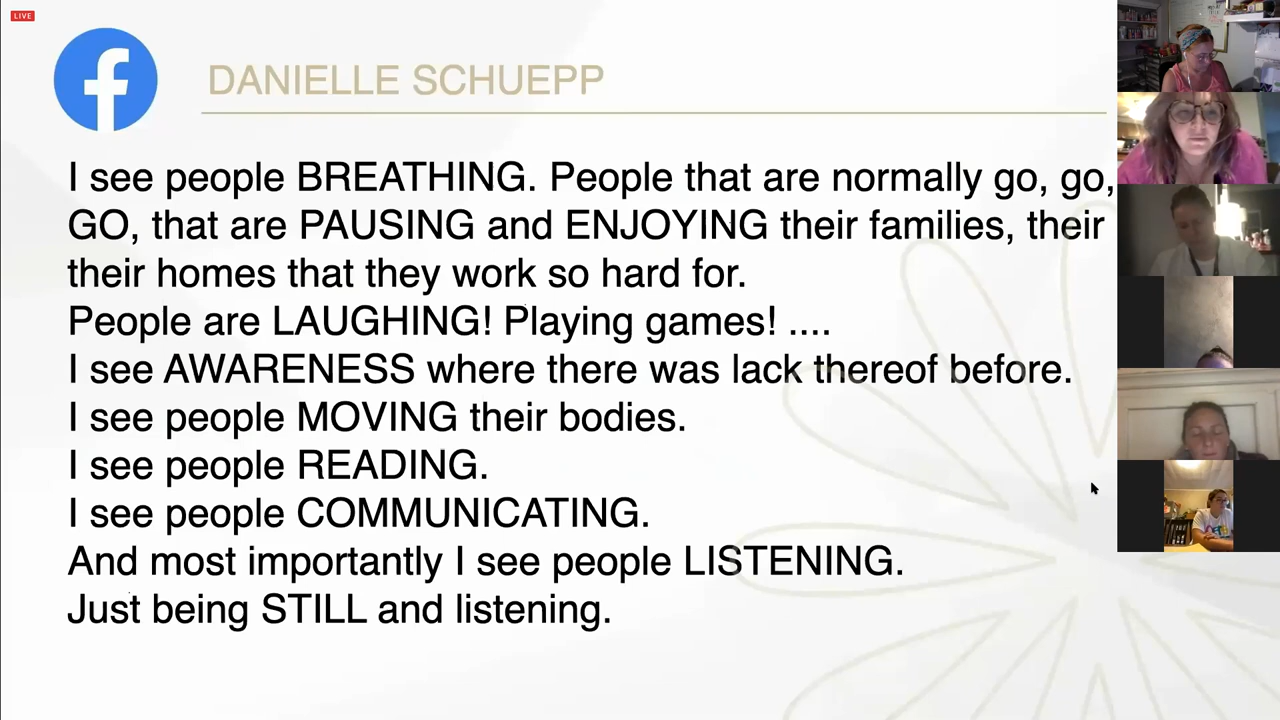 LIVE
DANIELLE SCHUEPP
I see people BREATHING. People that are normally go, go,
GO, that are PAUSING and ENJOYING their families, their
their homes that they work so hard for.
People are LAUGHING! Playing games! ....
I see AWARENESS where there was lack thereof before.
I see people MOVING their bodies.
I see people READING.
I see people COMMUNICATING.
And most importantly I see people LISTENING.
Just being STILL and listening.